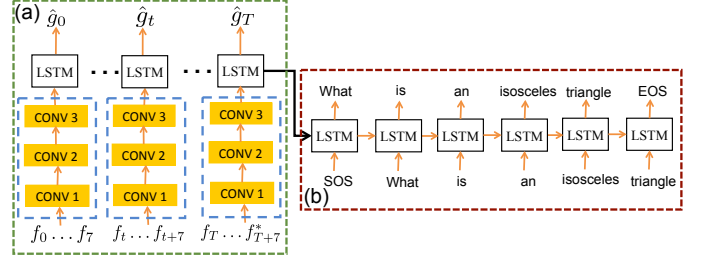 (a)
ĝ₀ ĝₜ ĝ_T
LSTM ... LSTM ... LSTM
CONV 3 CONV 3 CONV 3
CONV 2 CONV 2 CONV 2
CONV 1 CONV 1 CONV 1
f₀ ... f₇ fₜ ... fₜ₊₇ f_T ... f*_{T+7}
What is an isosceles triangle EOS
LSTM LSTM LSTM LSTM LSTM LSTM
SOS What is an isosceles triangle
(b)